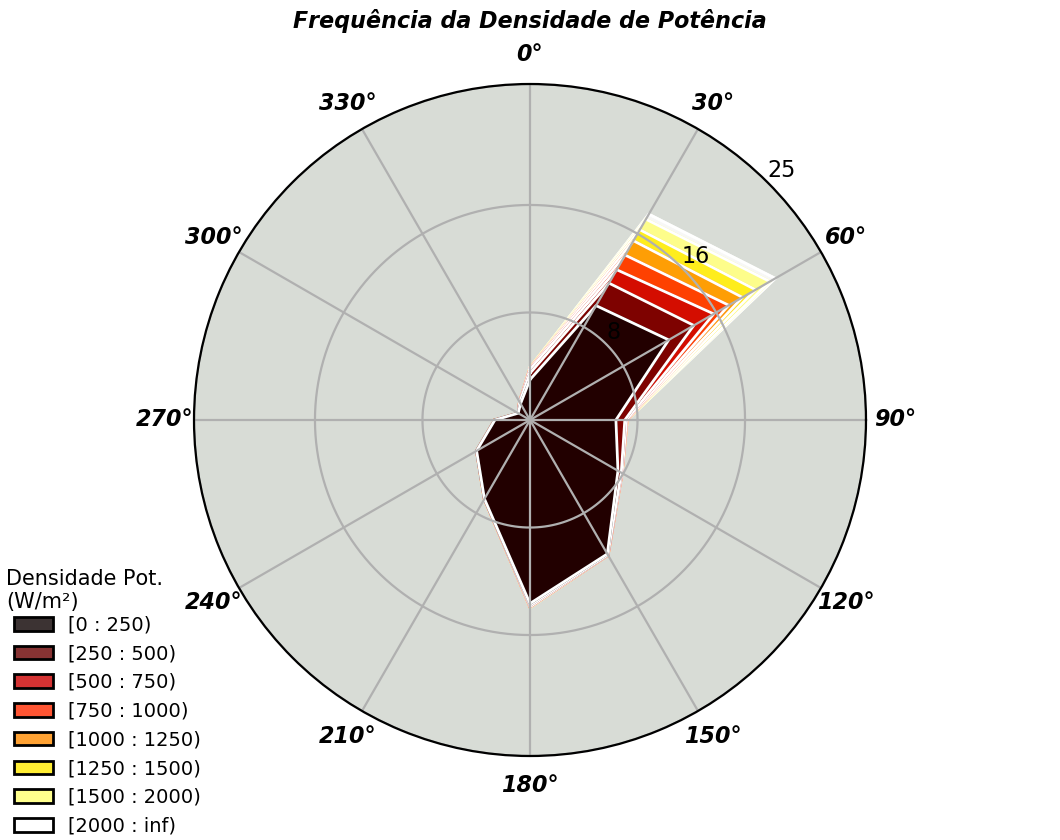 Frequência da Densidade de Potência
0°
330°
30°
25
300°
60°
16
8
270°
90°
240°
120°
210°
150°
180°
Densidade Pot.
(W/m²)
[0 : 250)
[250 : 500)
[500 : 750)
[750 : 1000)
[1000 : 1250)
[1250 : 1500)
[1500 : 2000)
[2000 : inf)